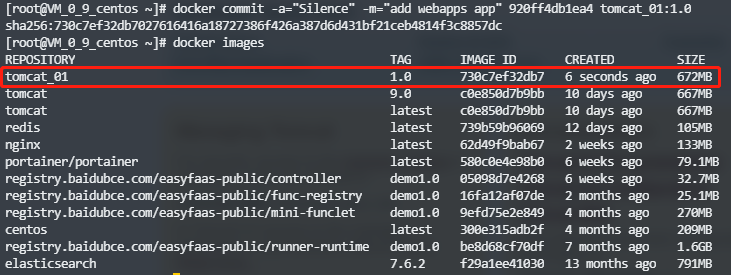 [root@VM_0_9_centos ~]# docker commit -a="Silence" -m="add webapps app" 920ff4db1ea4 tomcat_01:1.0
sha256:730c7ef32db7027616416a18727386f426a387d6d431bf21ceb4814f3c8857dc
[root@VM_0_9_centos ~]# docker images
REPOSITORY TAG IMAGE ID CREATED SIZE
tomcat_01 1.0 730c7ef32db7 6 seconds ago 672MB
tomcat 9.0 c0e850d7b9bb 10 days ago 667MB
tomcat latest c0e850d7b9bb 10 days ago 667MB
redis latest 739b59b96069 12 days ago 105MB
nginx latest 62d49f9bab67 2 weeks ago 133MB
portainer/portainer latest 580c0e4e98b0 6 weeks ago 79.1MB
registry.baidubce.com/easyfaas-public/controller demo1.0 05098d7e4268 6 weeks ago 32.7MB
registry.baidubce.com/easyfaas-public/func-registry demo1.0 16fa12af07de 2 months ago 25.1MB
registry.baidubce.com/easyfaas-public/mini-funclet demo1.0 9efd75e2e849 4 months ago 270MB
centos latest 300e315adb2f 4 months ago 209MB
registry.baidubce.com/easyfaas-public/runner-runtime demo1.0 be8d68cf70df 7 months ago 1.6GB
elasticsearch 7.6.2 f29a1ee41030 13 months ago 791MB